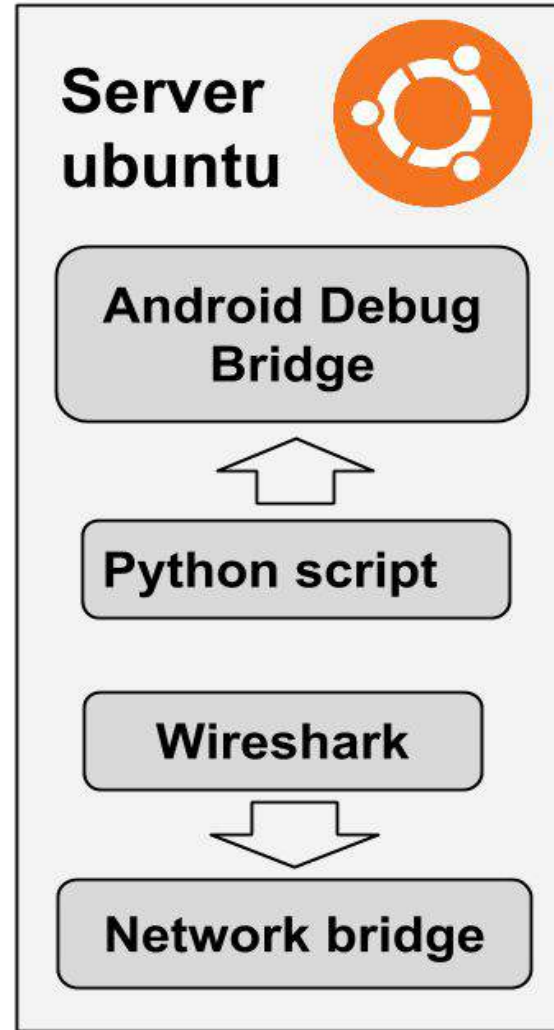 Server
ubuntu
Android Debug
Bridge
Python script
Wireshark
Network bridge